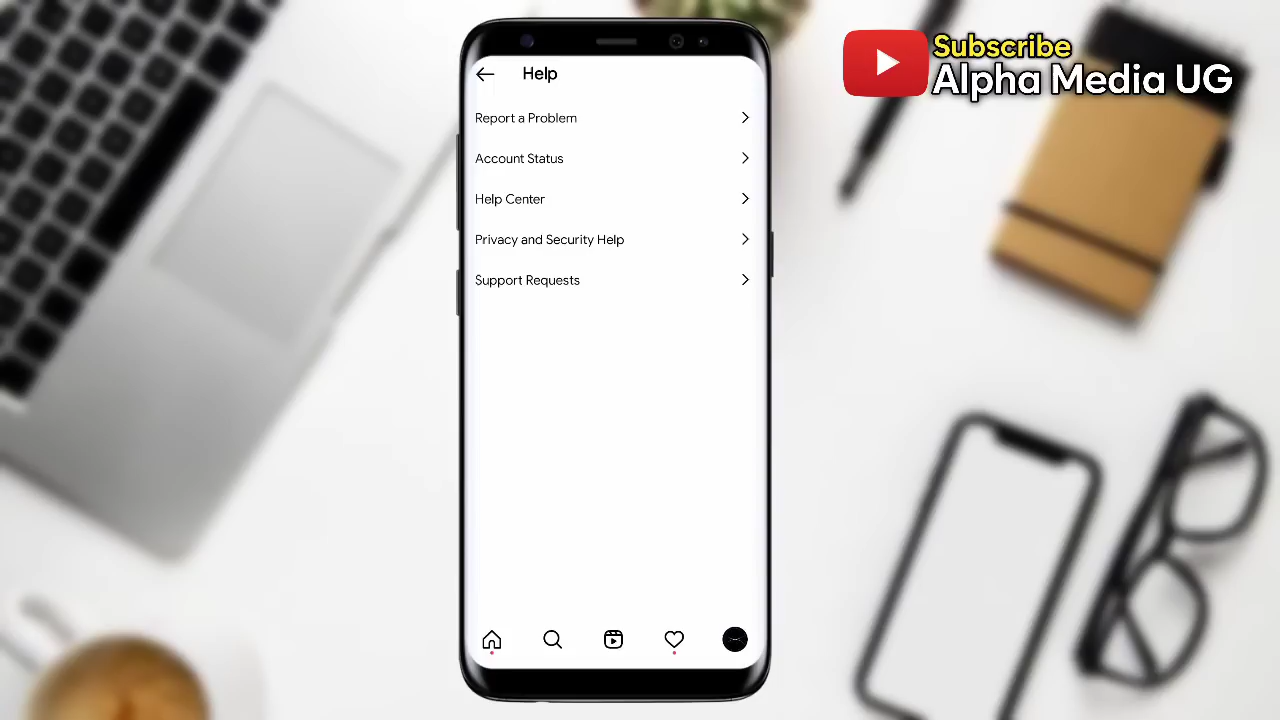 Subscribe
Alpha Media UG
Help
Report a Problem
Account Status
Help Center
Privacy and Security Help
Support Requests